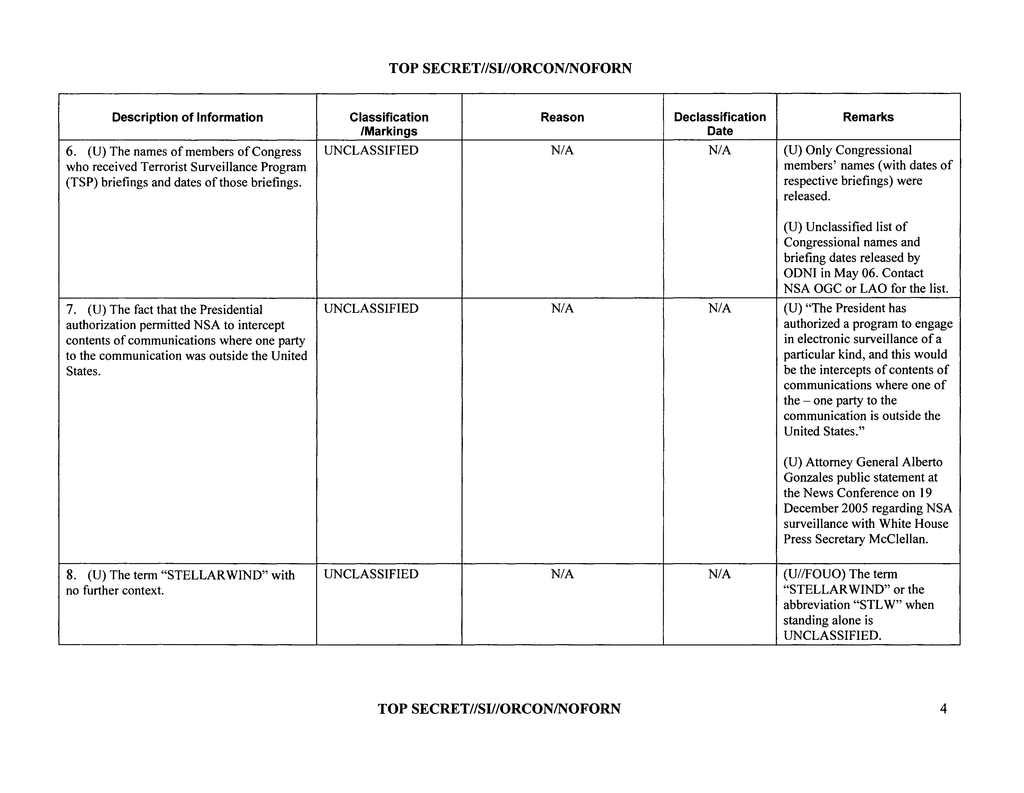 TOP SECRET//SI//ORCON/NOFORN
Description of Information
Classification
/Markings
Reason
Declassification
Date
Remarks
6. (U) The names of members of Congress
who received Terrorist Surveillance Program
(TSP) briefings and dates of those briefings.
UNCLASSIFIED
N/A
N/A
(U) Only Congressional
members' names (with dates of
respective briefings) were
released.
(U) Unclassified list of
Congressional names and
briefing dates released by
ODNI in May 06. Contact
NSA OGC or LAO for the list.
7. (U) The fact that the Presidential
authorization permitted NSA to intercept
contents of communications where one party
to the communication was outside the United
States.
UNCLASSIFIED
N/A
N/A
(U) "The President has
authorized a program to engage
in electronic surveillance of a
particular kind, and this would
be the intercepts of contents of
communications where one of
the – one party to the
communication is outside the
United States."
(U) Attorney General Alberto
Gonzales public statement at
the News Conference on 19
December 2005 regarding NSA
surveillance with White House
Press Secretary McClellan.
8. (U) The term "STELLARWIND" with
no further context.
UNCLASSIFIED
N/A
N/A
(U//FOUO) The term
"STELLARWIND" or the
abbreviation "STLW" when
standing alone is
UNCLASSIFIED.
TOP SECRET//SI//ORCON/NOFORN
4